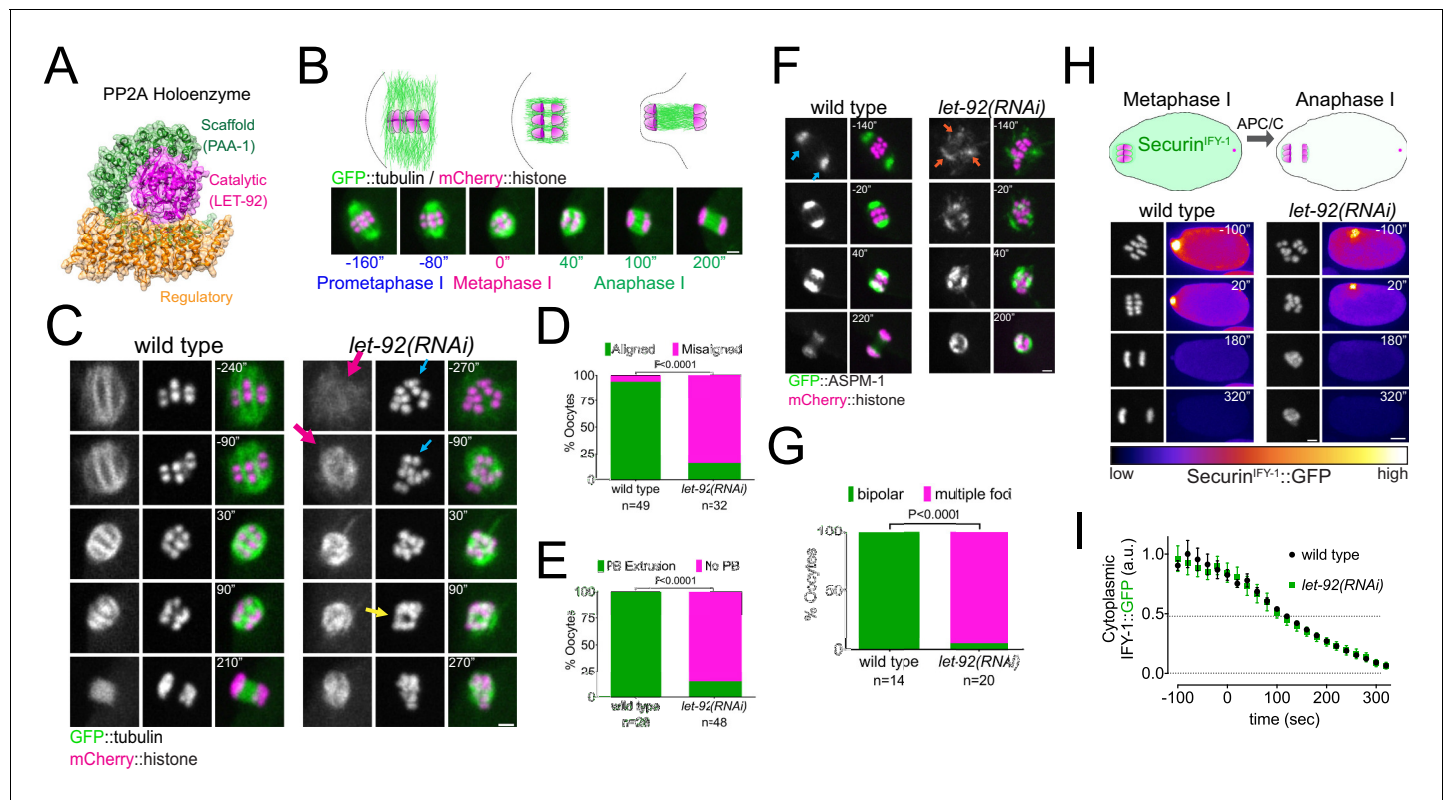 A
PP2A Holoenzyme
Scaffold
(PAA-1)
Catalytic
(LET-92)
Regulatory
B
GFP::tubulin / mCherry::histone
-160” -80” 0” 40” 100” 200”
Prometaphase I Metaphase I Anaphase I
C
wild type let-92(RNAi)
-240” -270”
-90” -90”
30” 30”
90” 90”
210” 270”
GFP::tubulin
mCherry::histone
D
Aligned Misaigned
P<0.0001
% Oocytes
100
75
50
25
0
wild type let-92(RNAi)
n=49 n=32
E
PB Extrusion No PB
P<0.0001
% Oocytes
100
75
50
25
0
wild type let-92(RNAi)
n=28 n=48
F
wild type let-92(RNAi)
-140” -140”
-20” -20”
40” 40”
220” 200”
GFP::ASPM-1
mCherry::histone
G
bipolar multiple foci
P<0.0001
% Oocytes
100
50
0
wild type let-92(RNAi)
n=14 n=20
H
Metaphase I Anaphase I
APC/C
Securin IFY-1
wild type let-92(RNAi)
-100” -100”
20” 20”
180” 180”
320” 320”
low high
Securin IFY-1::GFP
I
Cytoplasmic
IFY-1::GFP (a.u.)
1.0
0.5
0.0
wild type
let-92(RNAi)
-100 0 100 200 300
time (sec)